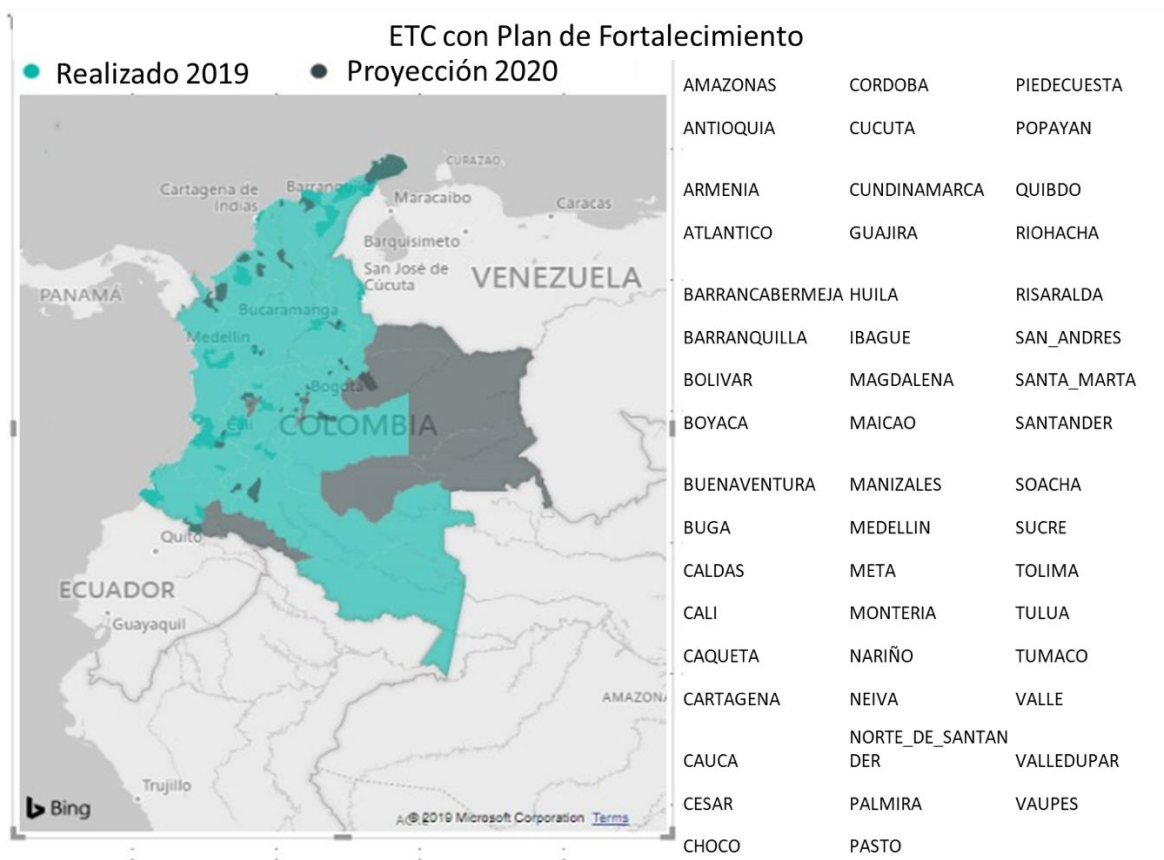 ETC con Plan de Fortalecimiento
Realizado 2019
Proyección 2020
CURAZAO
Cartagena de
Indias
Maracaibo
Caracas
Barquisimeto
San José de
Cúcuta
VENEZUELA
PANAMÁ
Bucaramanga
Medellín
Bogotá
Cali
COLOMBIA
Quito
ECUADOR
Guayaquil
Trujillo
Bing
© 2019 Microsoft Corporation Terms
AMAZONAS CORDOBA PIEDECUESTA
ANTIOQUIA CUCUTA POPAYAN
ARMENIA CUNDINAMARCA QUIBDO
ATLANTICO GUAJIRA RIOHACHA
BARRANCABERMEJA HUILA RISARALDA
BARRANQUILLA IBAGUE SAN_ANDRES
BOLIVAR MAGDALENA SANTA_MARTA
BOYACA MAICAO SANTANDER
BUENAVENTURA MANIZALES SOACHA
BUGA MEDELLIN SUCRE
CALDAS META TOLIMA
CALI MONTERIA TULUA
CAQUETA NARIÑO TUMACO
CARTAGENA NEIVA VALLE
NORTE_DE_SANTAN
CAUCA DER VALLEDUPAR
CESAR PALMIRA VAUPES
CHOCO PASTO